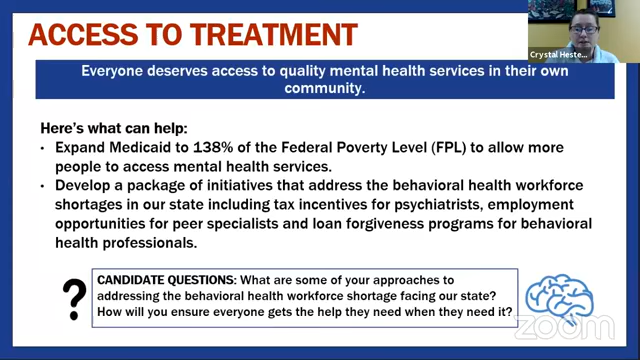 ACCESS TO TREATMENT
Crystal Heste...
Everyone deserves access to quality mental health services in their own
community.
Here's what can help:
• Expand Medicaid to 138% of the Federal Poverty Level (FPL) to allow more
people to access mental health services.
• Develop a package of initiatives that address the behavioral health workforce
shortages in our state including tax incentives for psychiatrists, employment
opportunities for peer specialists and loan forgiveness programs for behavioral
health professionals.
?
CANDIDATE QUESTIONS: What are some of your approaches to
addressing the behavioral health workforce shortage facing our state?
How will you ensure everyone gets the help they need when they need it?
zoom